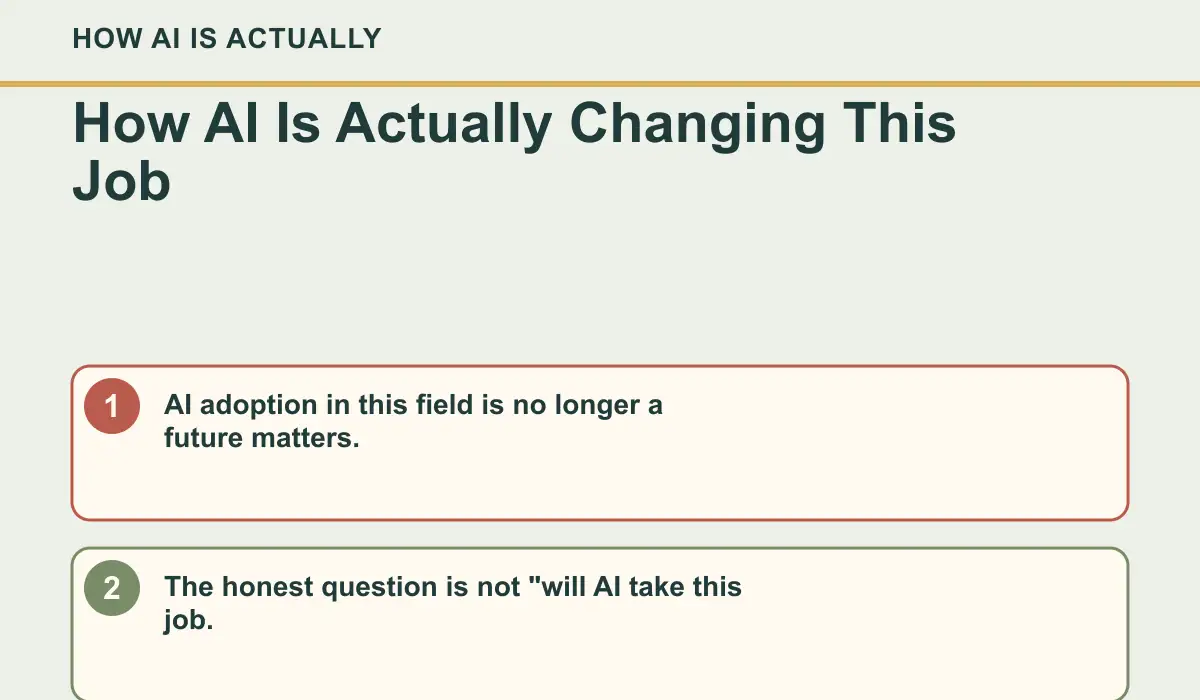 HOW AI IS ACTUALLY
How AI Is Actually Changing This
Job
1
AI adoption in this field is no longer a
future matters.
2
The honest question is not "will AI take this
job.